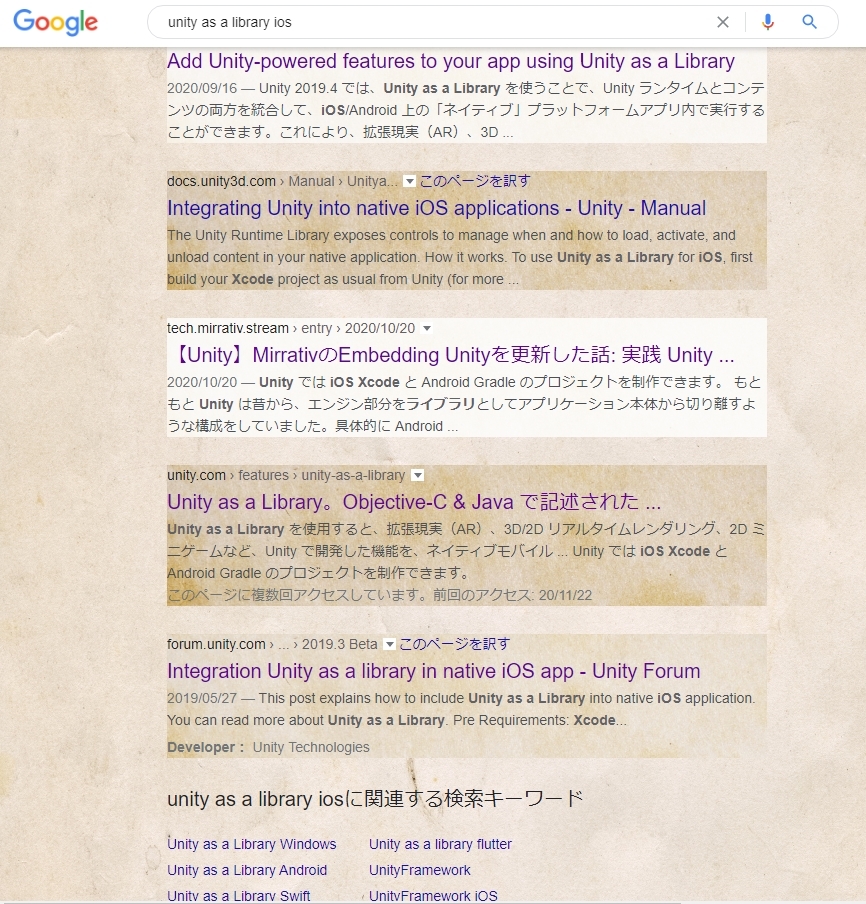 Google
unity as a library ios
Add Unity-powered features to your app using Unity as a Library
2020/09/16 — Unity 2019.4 では、Unity as a Library を使うことで、Unity ランタイムとコンテ
ンツの両方を統合して、iOS/Android 上の「ネイティブ」プラットフォームアプリ内で実行する
ことができます。これにより、拡張現実（AR）、3D ...
docs.unity3d.com › Manual › Unitya... このページを訳す
Integrating Unity into native iOS applications - Unity - Manual
The Unity Runtime Library exposes controls to manage when and how to load, activate, and
unload content in your native application. How it works. To use Unity as a Library for iOS, first
build your Xcode project as usual from Unity (for more ...
tech.mirrativ.stream › entry › 2020/10/20
【Unity】MirrativのEmbedding Unityを更新した話: 実践 Unity ...
2020/10/20 — Unity では iOS Xcode と Android Gradle のプロジェクトを制作できます。 もと
もと Unity は昔から、エンジン部分をライブラリとしてアプリケーション本体から切り離すよ
うな構成をしていました。具体的に Android ...
unity.com › features › unity-as-a-library
Unity as a Library。Objective-C & Java で記述された ...
Unity as a Library を使用すると、拡張現実（AR）、3D/2D リアルタイムレンダリング、2D ミ
ニゲームなど、Unity で開発した機能を、ネイティブモバイル ... Unity では iOS Xcode と
Android Gradle のプロジェクトを制作できます。
このページに複数回アクセスしています。前回のアクセス: 20/11/22
forum.unity.com › ... › 2019.3 Beta このページを訳す
Integration Unity as a library in native iOS app - Unity Forum
2019/05/27 — This post explains how to include Unity as a Library into native iOS application.
You can read more about Unity as a Library. Pre Requirements: Xcode...
Developer： Unity Technologies
unity as a library iosに関連する検索キーワード
Unity as a Library Windows Unity as a library flutter
Unity as a Library Android UnityFramework
Unity as a Library Swift UnityFramework iOS